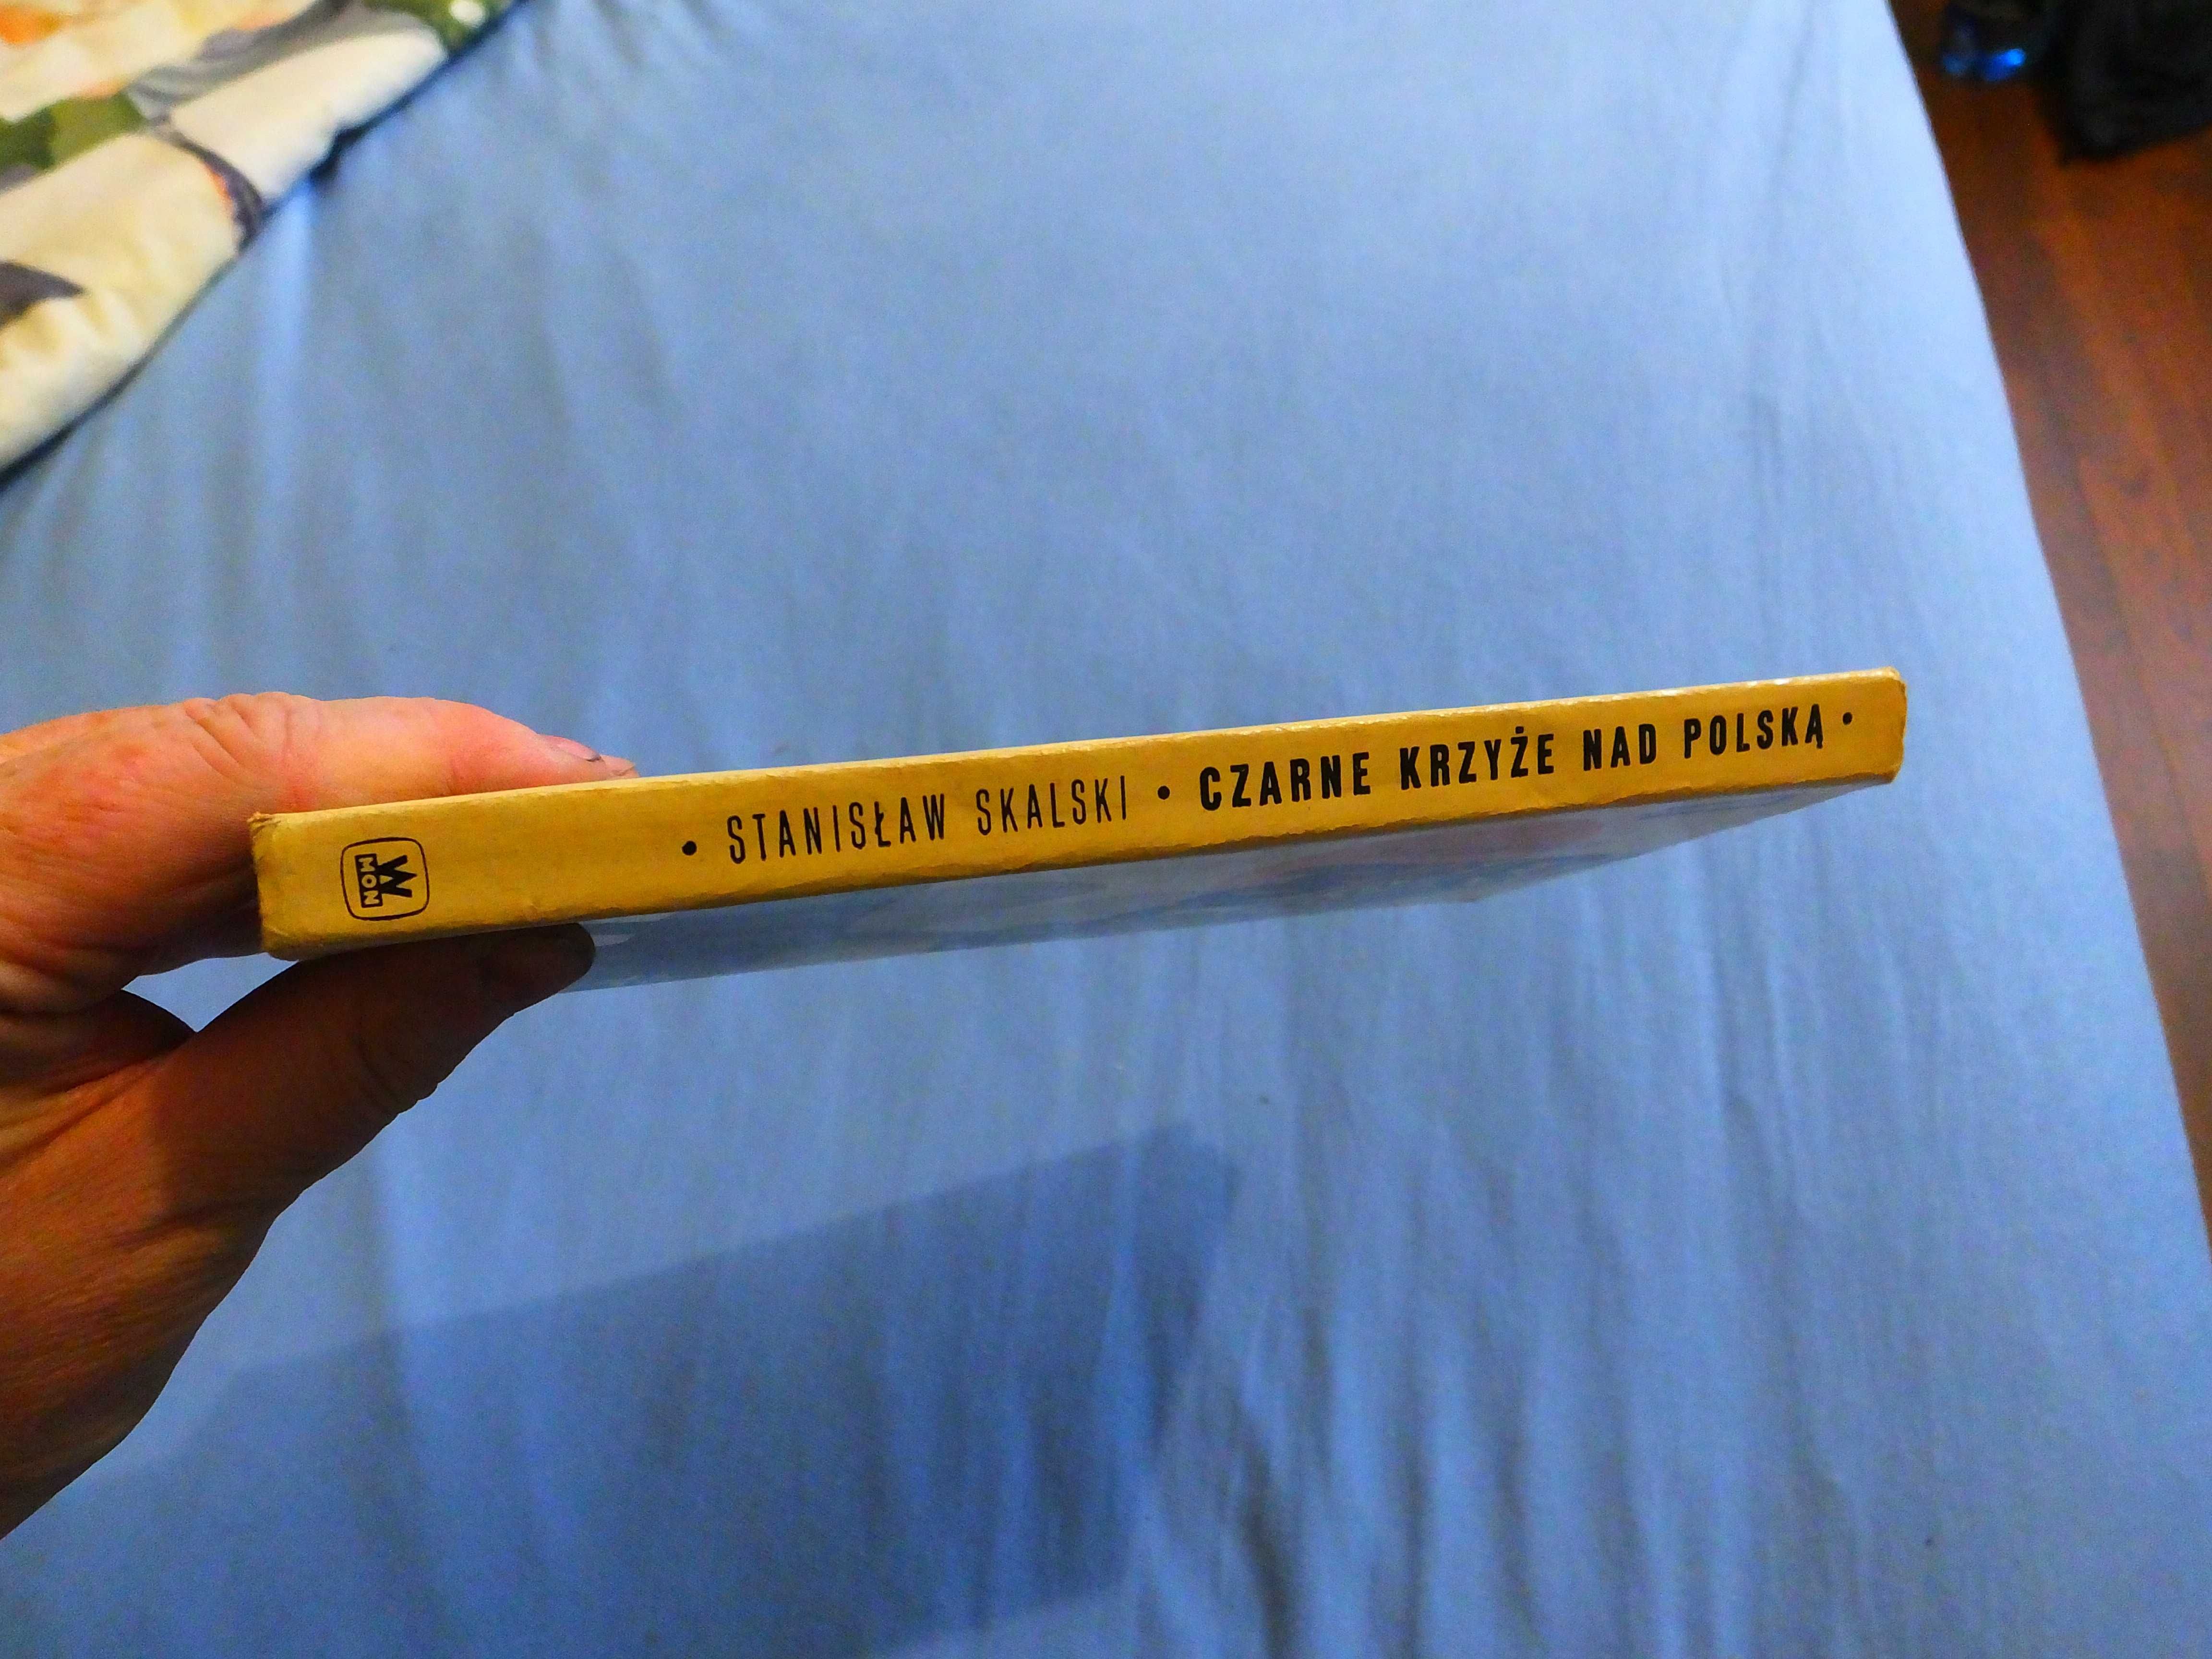 • STANISŁAW SKALSKI • CZARNE KRZYŻE NAD POLSKĄ •
W
MON